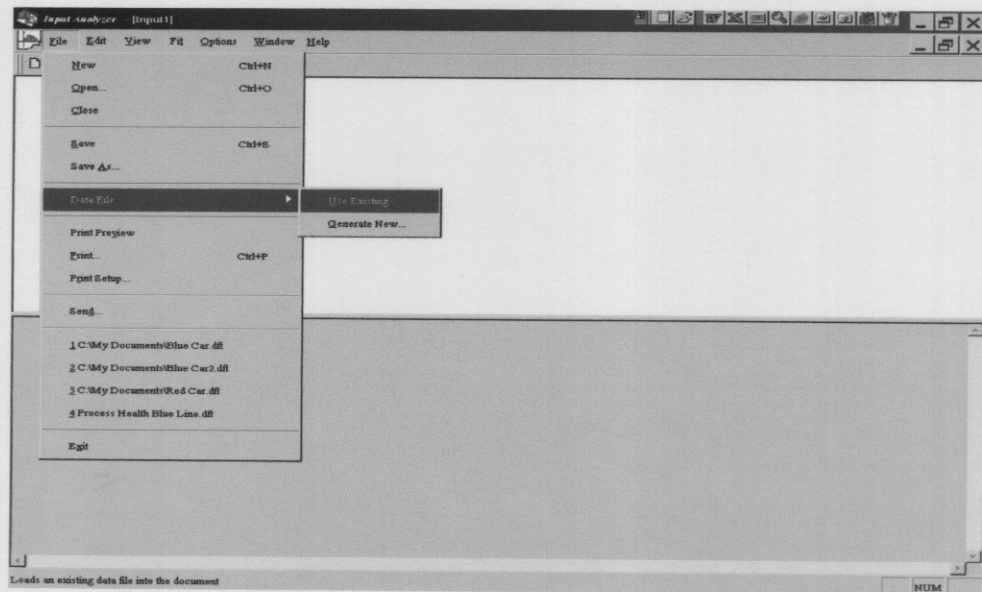 Input Analyzer - [Input1]
File Edit View Fit Options Window Help
New Ctrl+N
Open... Ctrl+O
Close
Save Ctrl+S
Save As...
Data File
Use Existing...
Generate New...
Print Preview
Print... Ctrl+P
Print Setup...
Send...
1 C:\My Documents\Blue Car.dft
2 C:\My Documents\Blue Car2.dft
3 C:\My Documents\Red Car.dft
4 Process Health Blue Line.dft
Exit
Loads an existing data file into the document
NUM